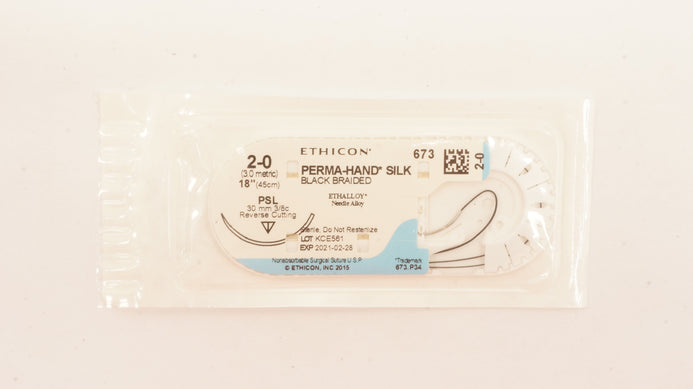 ETHICON®
673
2-0
(3.0 metric)
18"(45cm)
PERMA-HAND® SILK
BLACK BRAIDED
PSL
30 mm 3/8c
Reverse Cutting
ETHALLOY®
Needle Alloy
Sterile, Do Not Resterilize
LOT KCE561
EXP 2021-02-28
Nonabsorbable Surgical Suture U.S.P.
© ETHICON, INC 2015
*Trademark
673.P34
2-0